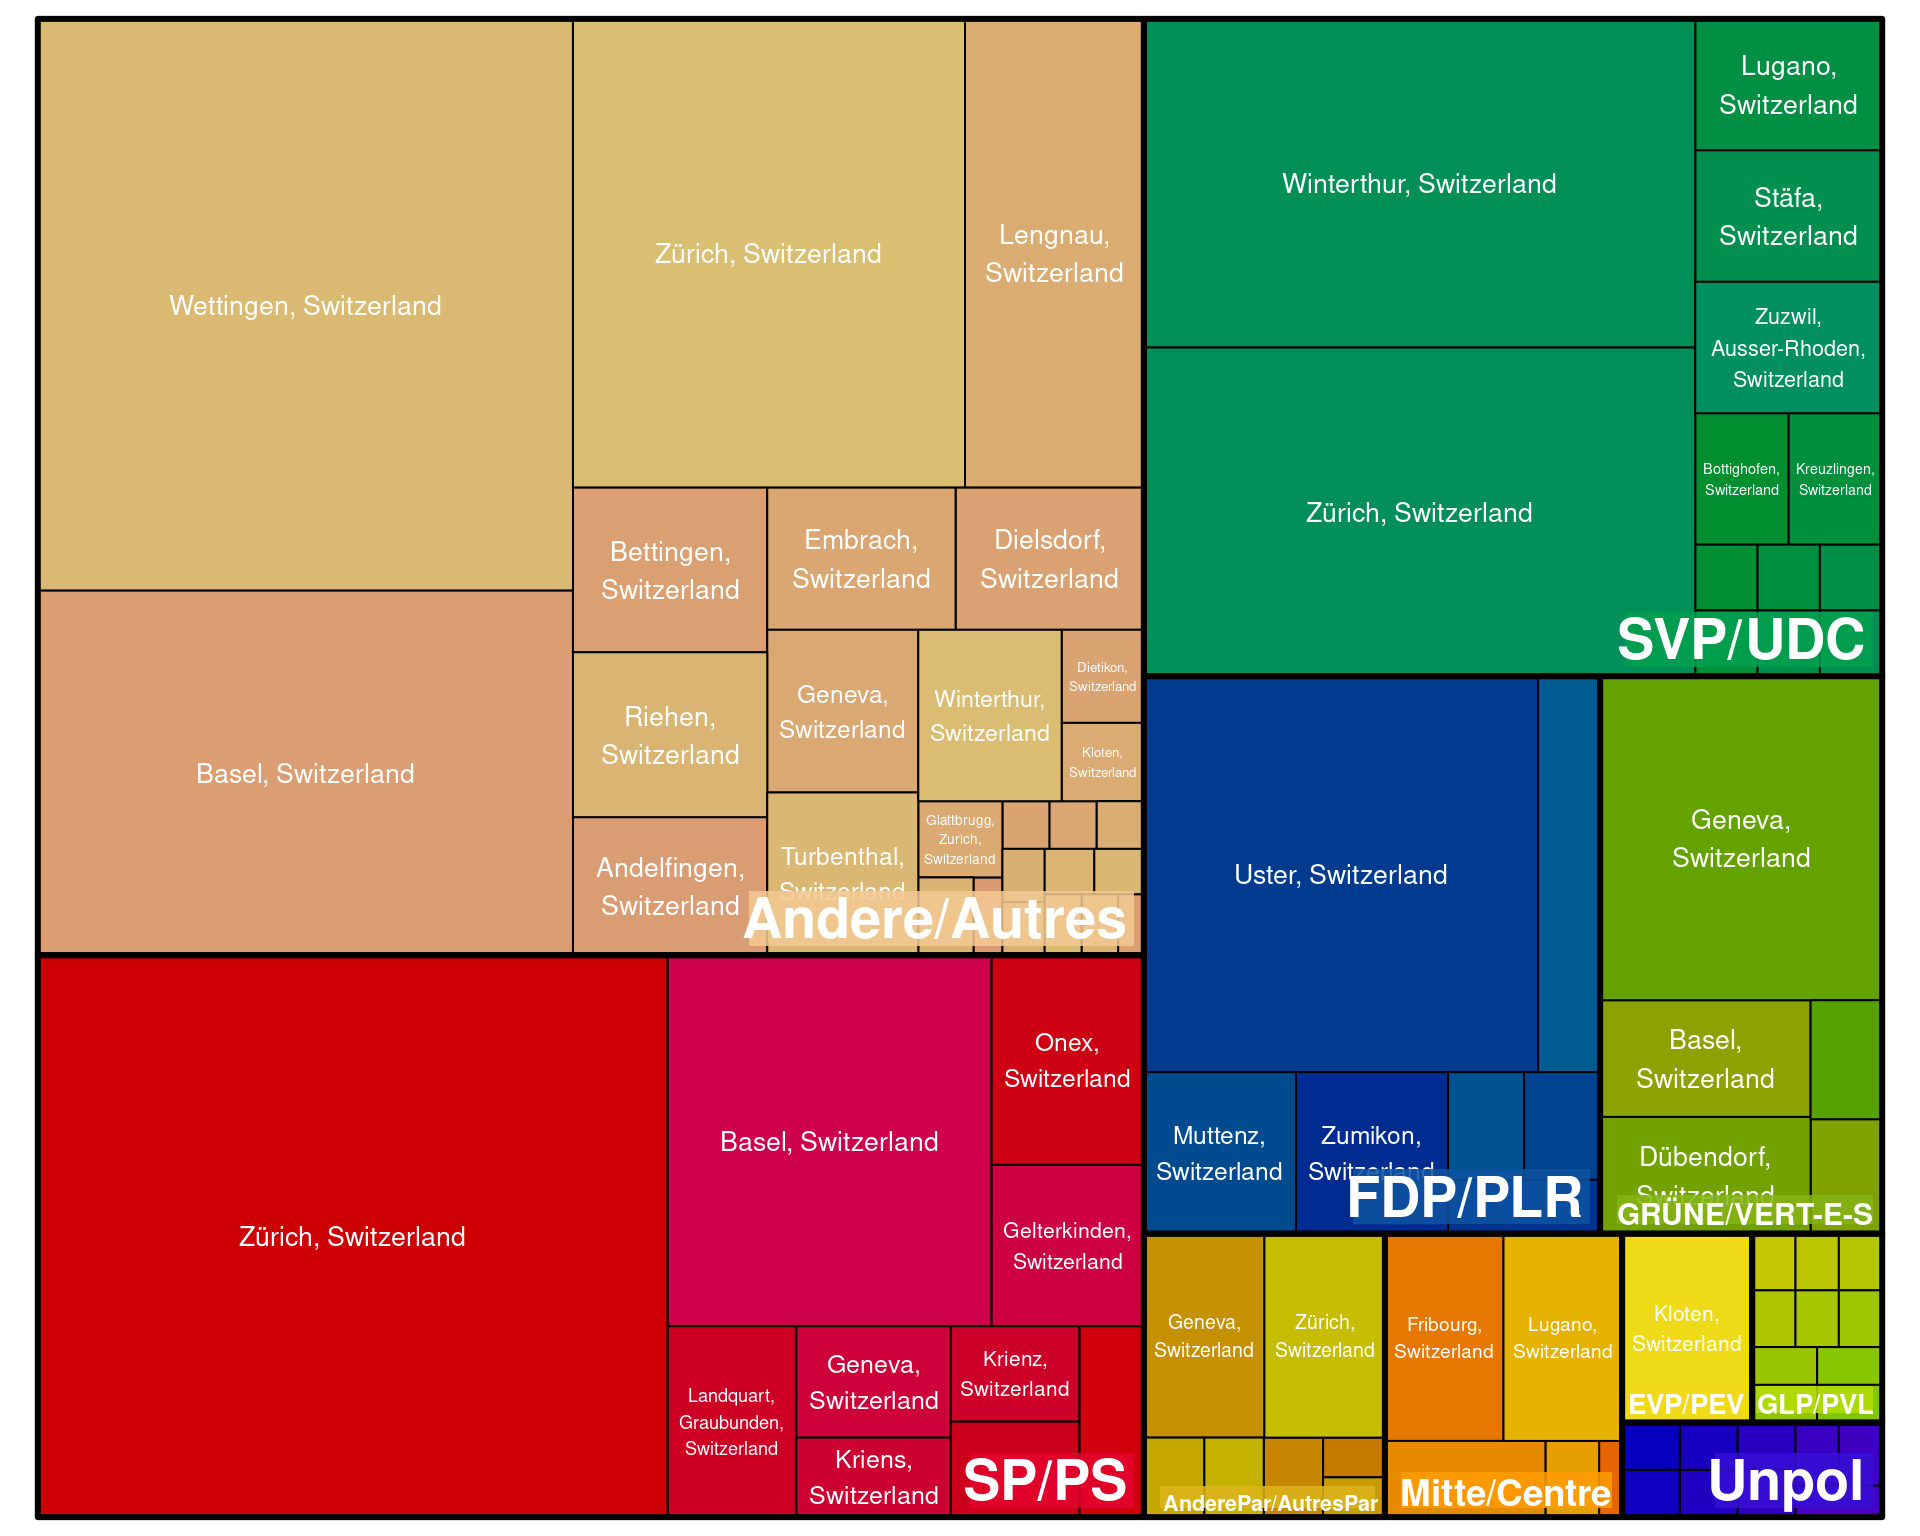 Wettingen, Switzerland
Zürich, Switzerland
Lengnau,
Switzerland
Basel, Switzerland
Bettingen,
Switzerland
Embrach,
Switzerland
Dielsdorf,
Switzerland
Riehen,
Switzerland
Geneva,
Switzerland
Winterthur,
Switzerland
Dietikon,
Switzerland
Kloten,
Switzerland
Andelfingen,
Switzerland
Turbenthal,
Switzerland
Glattbrugg,
Zurich,
Switzerland
Andere/Autres
Winterthur, Switzerland
Lugano,
Switzerland
Stäfa,
Switzerland
Zuzwil,
Ausser-Rhoden,
Switzerland
Zürich, Switzerland
Bottighofen,
Switzerland
Kreuzlingen,
Switzerland
SVP/UDC
Zürich, Switzerland
Basel, Switzerland
Onex,
Switzerland
Gelterkinden,
Switzerland
Landquart,
Graubunden,
Switzerland
Geneva,
Switzerland
Krienz,
Switzerland
Kriens,
Switzerland
SP/PS
Uster, Switzerland
Muttenz,
Switzerland
Zumikon,
Switzerland
FDP/PLR
Geneva,
Switzerland
Basel,
Switzerland
Dübendorf,
Switzerland
GRÜNE/VERT-E-S
Geneva,
Switzerland
Zürich,
Switzerland
AnderePar/AutresPar
Fribourg,
Switzerland
Lugano,
Switzerland
Mitte/Centre
Kloten,
Switzerland
EVP/PEV
GLP/PVL
Unpol